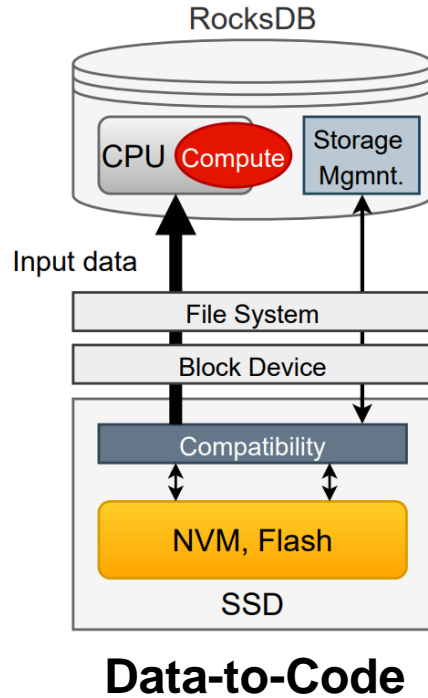 RocksDB
CPU
Compute
Storage
Mgmnt.
Input data
File System
Block Device
Compatibility
NVM, Flash
SSD
Data-to-Code